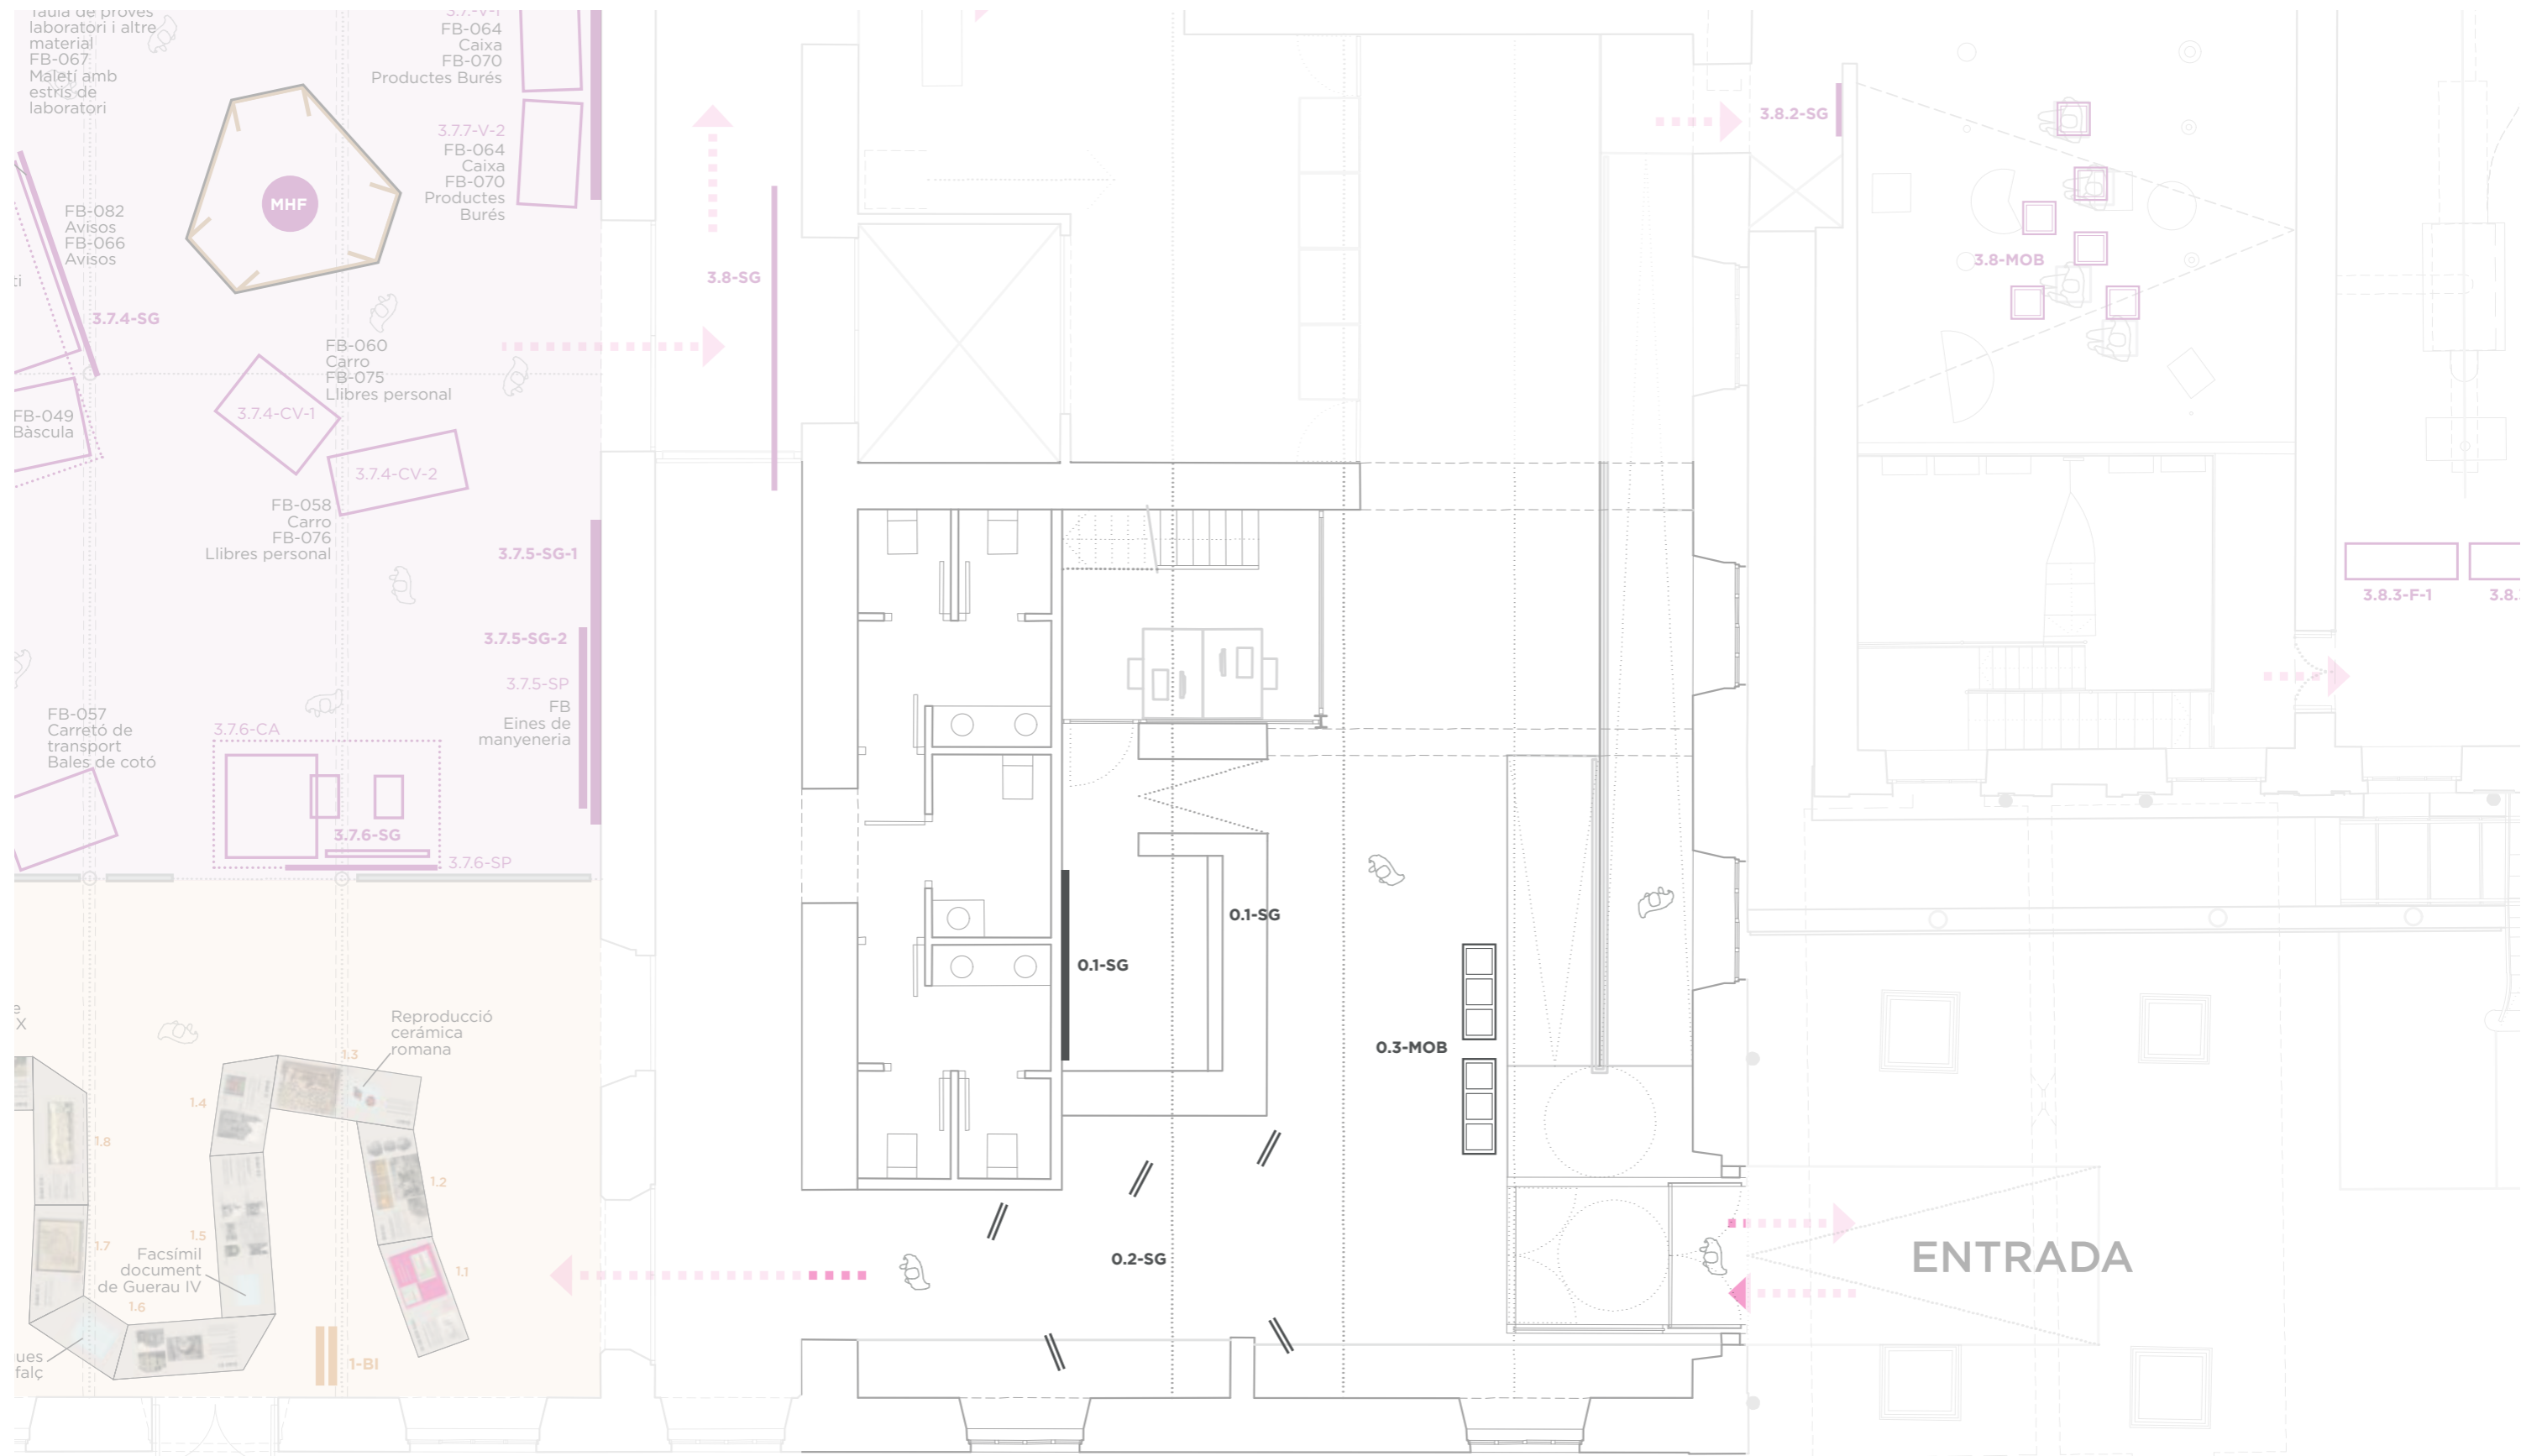 Taula de proves
laboratori i altre
material
FB-067
Maletí amb
estris de
laboratori
3.7.-V-1
FB-064
Caixa
FB-070
Productes Burés
3.7.7-V-2
FB-064
Caixa
FB-070
Productes
Burés
MHF
FB-082
Avisos
FB-066
Avisos
ti
3.7.4-SG
FB-060
Carro
FB-075
Llibres personal
3.7.4-CV-1
3.7.4-CV-2
FB-049
Bàscula
FB-058
Carro
FB-076
Llibres personal
3.7.5-SG-1
3.7.5-SG-2
3.7.5-SP
FB
Eines de
manyeneria
FB-057
Carretó de
transport
Bales de cotó
3.7.6-CA
3.7.6-SG
3.7.6-SP
3.8-SG
3.8.2-SG
3.8-MOB
3.8.3-F-1
3.8.
0.1-SG
0.1-SG
0.3-MOB
0.2-SG
ENTRADA
Reproducció
cerámica
romana
1.3
1.4
1.8
1.2
1.5
1.7
1.1
1.6
Facsímil
document
de Guerau IV
X
ues
falç
1-BI